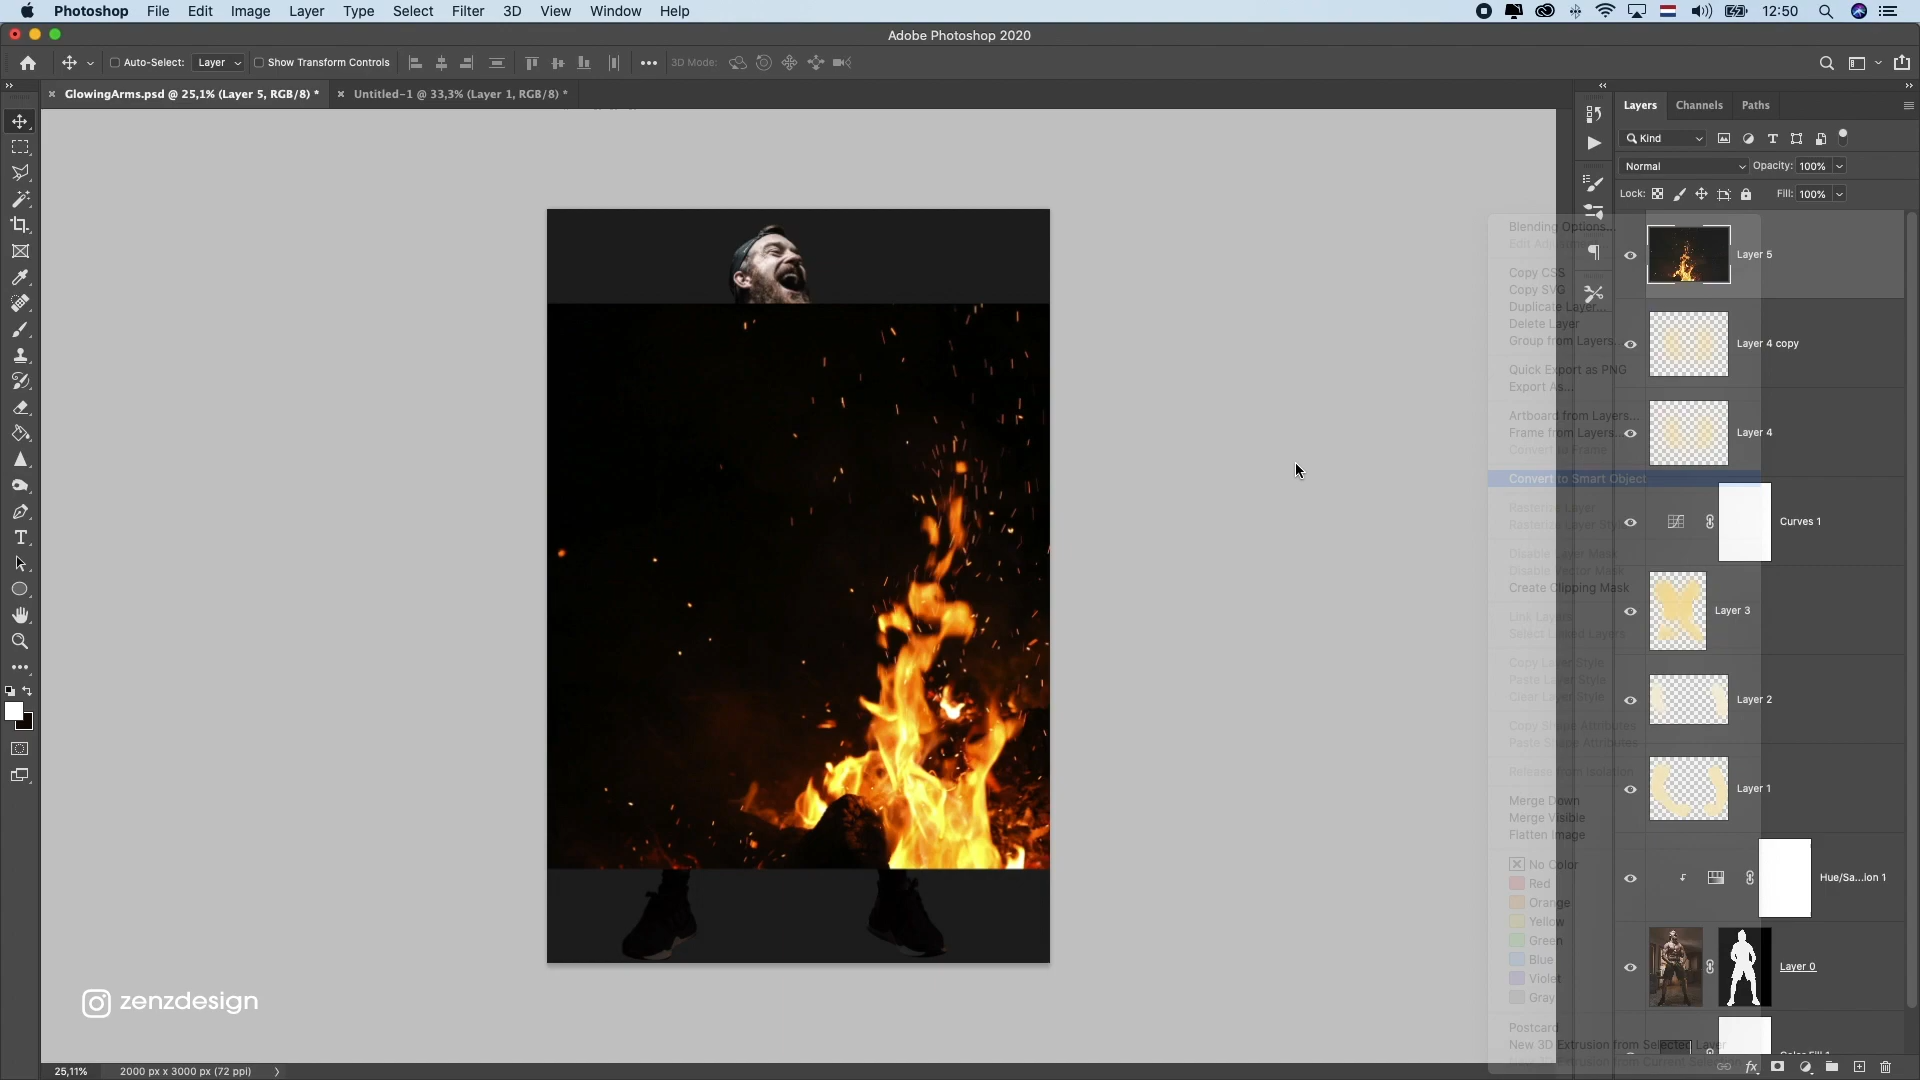 Photoshop File Edit Image Layer Type Select Filter 3D View Window Help 12:50
Adobe Photoshop 2020
Auto-Select: Layer Show Transform Controls 3D Mode:
GlowingArms.psd @ 25,1% (Layer 5, RGB/8) * Untitled-1 @ 33,3% (Layer 1, RGB/8) *
Layers Channels Paths
Kind
Normal Opacity: 100%
Lock: Fill: 100%
Blending Options...
Layer 5
Copy CSS
Copy SVG
Duplicate Layer...
Delete Layer
Group from Layers...
Layer 4 copy
Quick Export as PNG
Export As...
Artboard from Layers...
Frame from Layers...
Layer 4
Convert to Frame
Convert to Smart Object
Rasterize Layer
Rasterize Layer Style
Curves 1
Disable Layer Mask
Disable Vector Mask
Create Clipping Mask
Layer 3
Link Layers
Select Linked Layers
Copy Layer Style
Paste Layer Style
Clear Layer Style
Layer 2
Copy Shape Attributes
Paste Shape Attributes
Release from Isolation
Layer 1
Merge Down
Merge Visible
Flatten Image
No Color
Hue/Sa...ion 1
Red
Orange
Yellow
Green
Blue
Layer 0
Violet
Gray
Postcard
New 3D Extrusion from Selected Layer
zenzdesign
25,11% 2000 px x 3000 px (72 ppi)